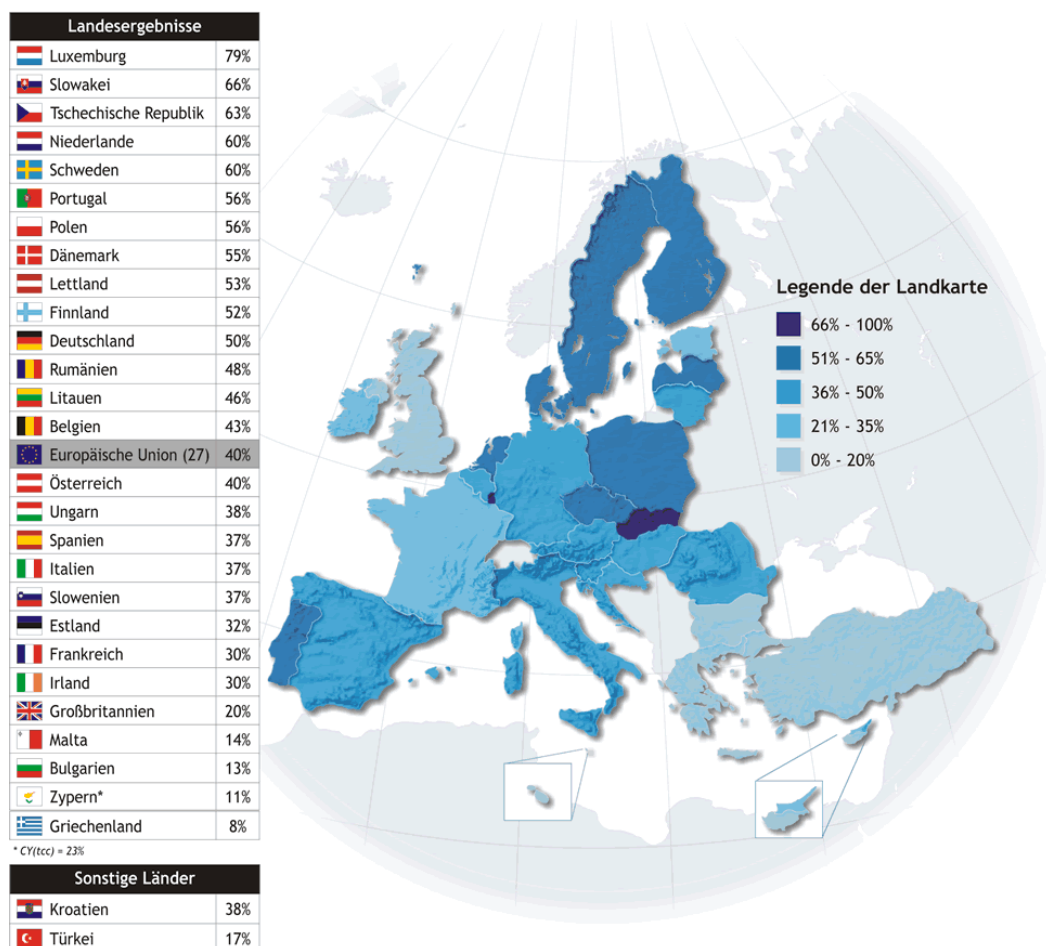 Landesergebnisse
Luxemburg 79%
Slowakei 66%
Tschechische Republik 63%
Niederlande 60%
Schweden 60%
Portugal 56%
Polen 56%
Dänemark 55%
Lettland 53%
Finnland 52%
Deutschland 50%
Rumänien 48%
Litauen 46%
Belgien 43%
Europäische Union (27) 40%
Österreich 40%
Ungarn 38%
Spanien 37%
Italien 37%
Slowenien 37%
Estland 32%
Frankreich 30%
Irland 30%
Großbritannien 20%
Malta 14%
Bulgarien 13%
Zypern* 11%
Griechenland 8%
* CY(tcc) = 23%
Sonstige Länder
Kroatien 38%
Türkei 17%
Legende der Landkarte
66% - 100%
51% - 65%
36% - 50%
21% - 35%
0% - 20%